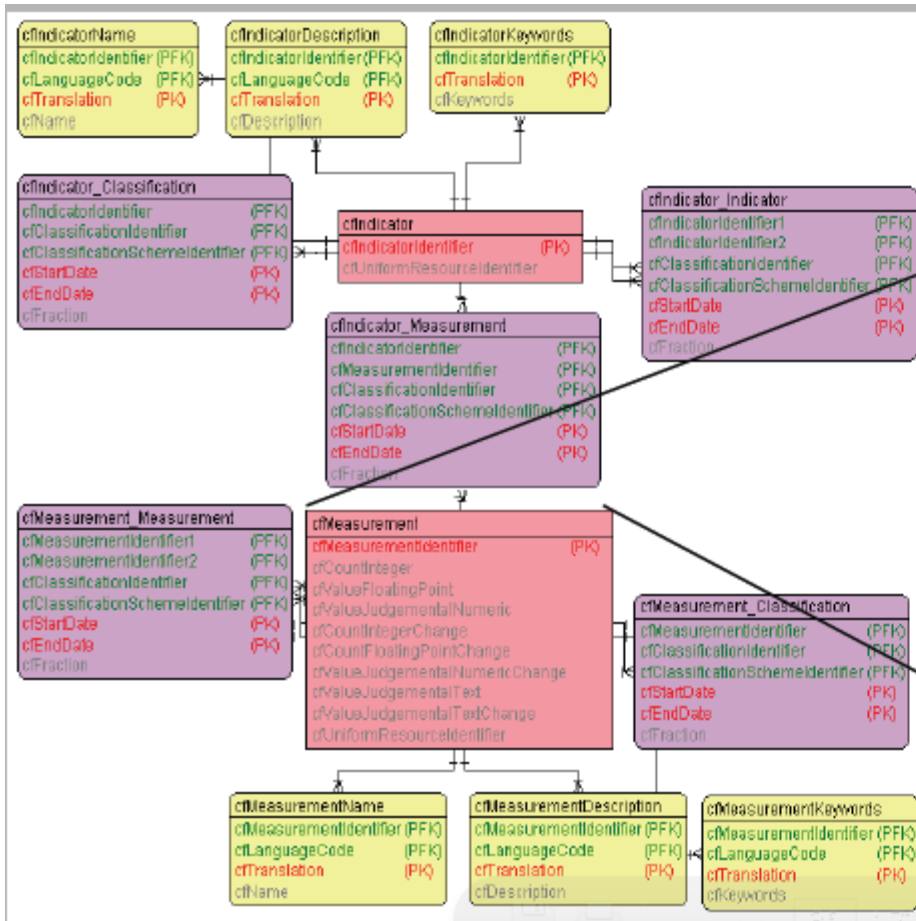 cfIndicatorName
cfIndicatorIdentifier (PFK)
cfLanguageCode (PFK)
cfTranslation (PK)
cfName
cfIndicatorDescription
cfIndicatorIdentifier (PFK)
cfLanguageCode (PFK)
cfTranslation (PK)
cfDescription
cfIndicatorKeywords
cfIndicatorIdentifier (PFK)
cfTranslation (PK)
cfKeywords
cfIndicator_Classification
cfIndicatorIdentifier (PFK)
cfClassificationIdentifier (PFK)
cfClassificationSchemeIdentifier (PFK)
cfStartDate (PK)
cfEndDate (PK)
cfFraction
cfIndicator
cfIndicatorIdentifier (PK)
cfUniformResourceIdentifier
cfIndicator_Indicator
cfIndicatorIdentifier1 (PFK)
cfIndicatorIdentifier2 (PFK)
cfClassificationIdentifier (PFK)
cfClassificationSchemeIdentifier (PFK)
cfStartDate (PK)
cfEndDate (PK)
cfFraction
cfIndicator_Measurement
cfIndicatorIdentifier (PFK)
cfMeasurementIdentifier (PFK)
cfClassificationIdentifier (PFK)
cfClassificationSchemeIdentifier (PFK)
cfStartDate (PK)
cfEndDate (PK)
cfFraction
cfMeasurement_Measurement
cfMeasurementIdentifier1 (PFK)
cfMeasurementIdentifier2 (PFK)
cfClassificationIdentifier (PFK)
cfClassificationSchemeIdentifier (PFK)
cfStartDate (PK)
cfEndDate (PK)
cfFraction
cfMeasurement
cfMeasurementIdentifier (PK)
cfCountInteger
cfValueFloatingPoint
cfValueJudgementalNumeric
cfCountIntegerChange
cfCountFloatingPointChange
cfValueJudgementalNumericChange
cfValueJudgementalText
cfValueJudgementalTextChange
cfUniformResourceIdentifier
cfMeasurement_Classification
cfMeasurementIdentifier (PFK)
cfClassificationIdentifier (PFK)
cfClassificationSchemeIdentifier (PFK)
cfStartDate (PK)
cfEndDate (PK)
cfFraction
cfMeasurementName
cfMeasurementIdentifier (PFK)
cfLanguageCode (PFK)
cfTranslation (PK)
cfName
cfMeasurementDescription
cfMeasurementIdentifier (PFK)
cfLanguageCode (PFK)
cfTranslation (PK)
cfDescription
cfMeasurementKeywords
cfMeasurementIdentifier (PFK)
cfLanguageCode (PFK)
cfTranslation (PK)
cfKeywords